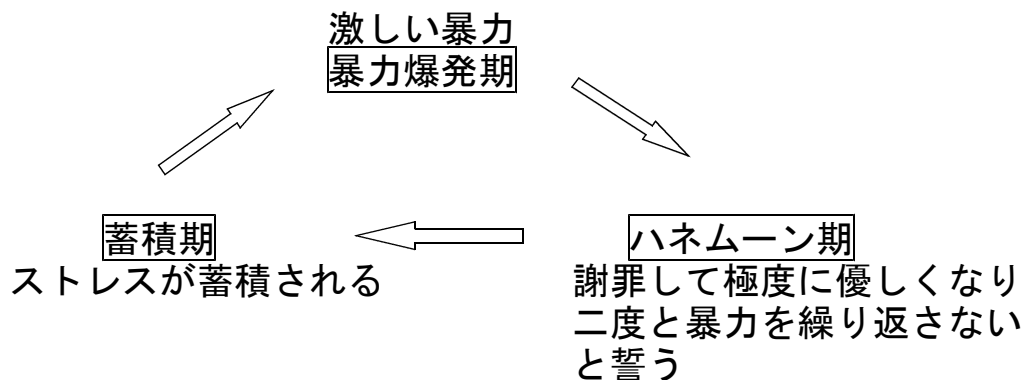 激しい暴力
暴力爆発期
蓄積期
ストレスが蓄積される
ハネムーン期
謝罪して極度に優しくなり
二度と暴力を繰り返さない
と誓う